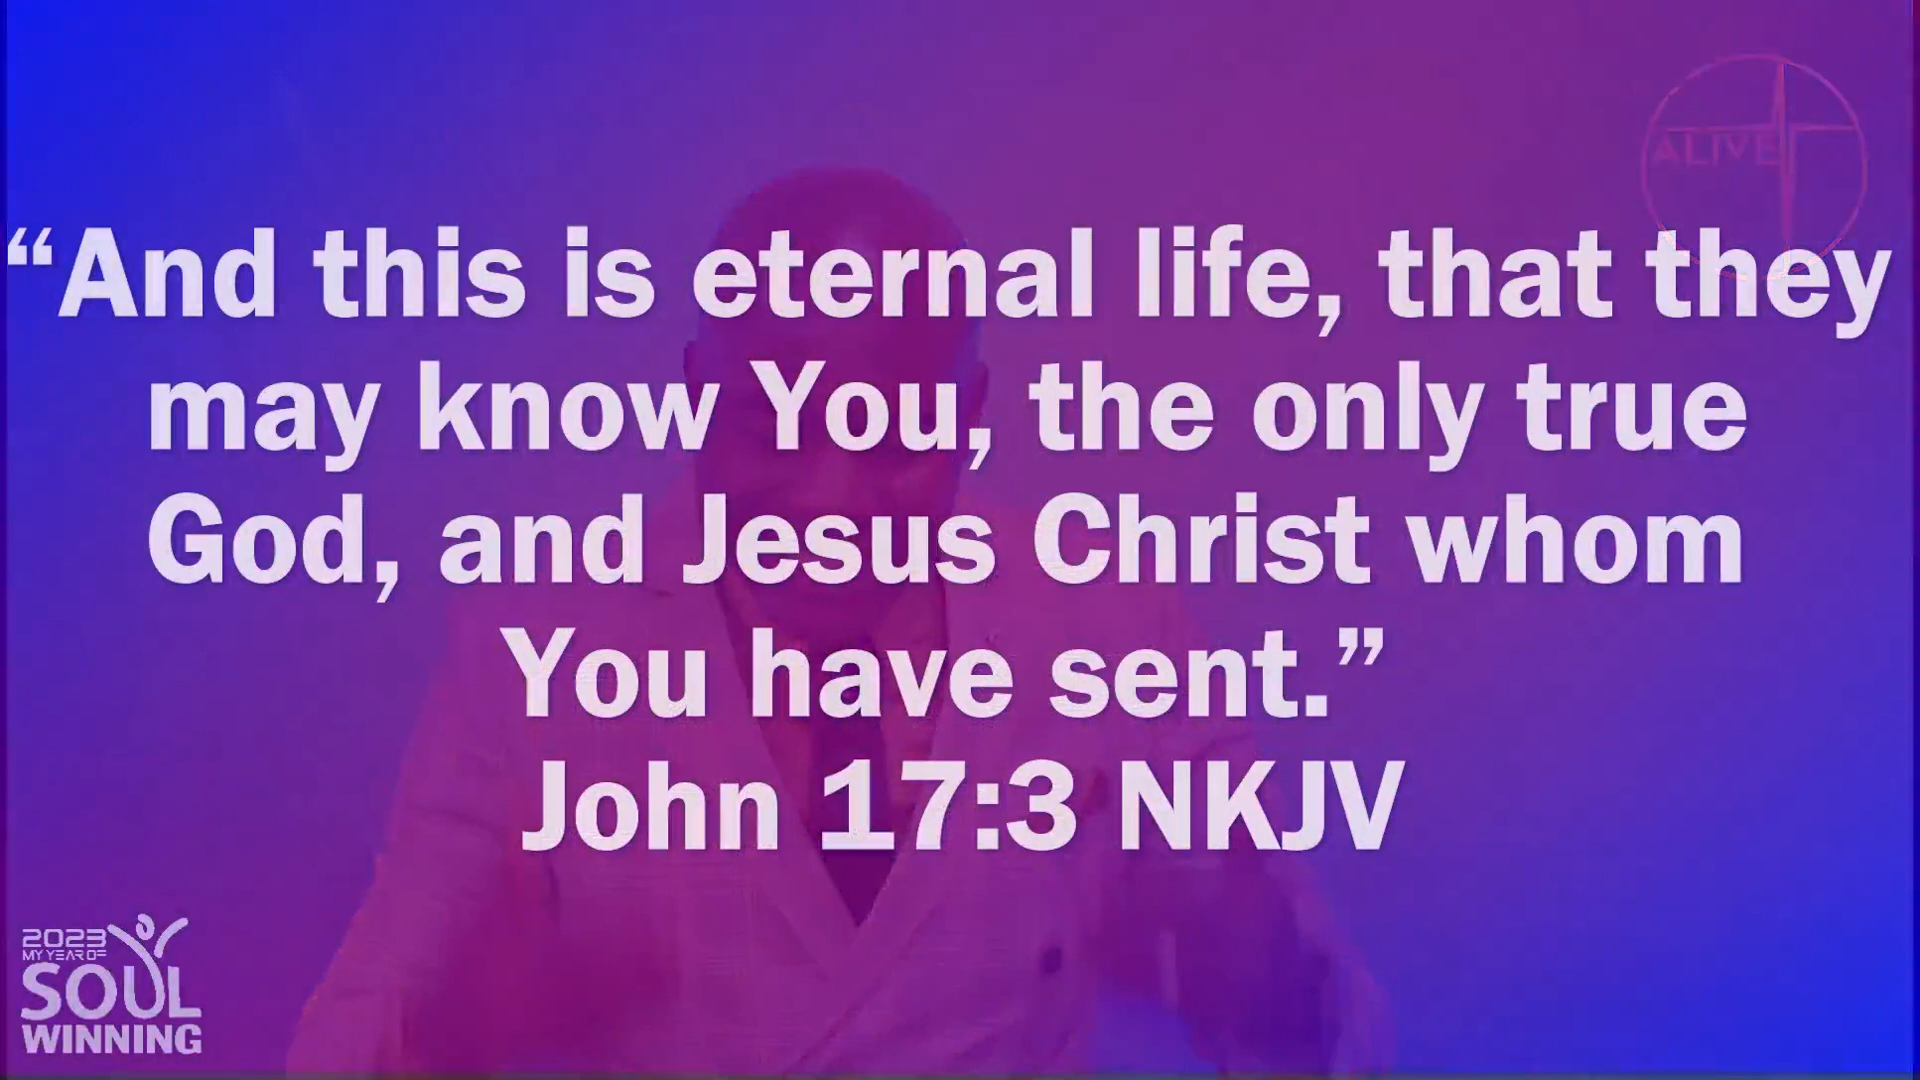 ALIVE
“And this is eternal life, that they
may know You, the only true
God, and Jesus Christ whom
You have sent.”
John 17:3 NKJV
2023
MY YEAR OF
SOUL
WINNING